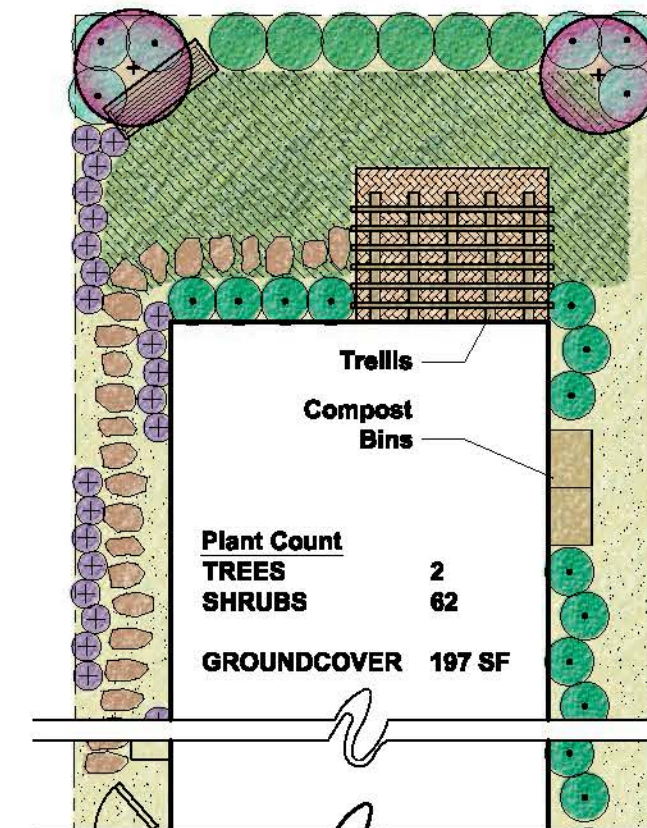 Trellis
Compost
Bins
Plant Count
TREES 2
SHRUBS 62
GROUNDCOVER 197 SF